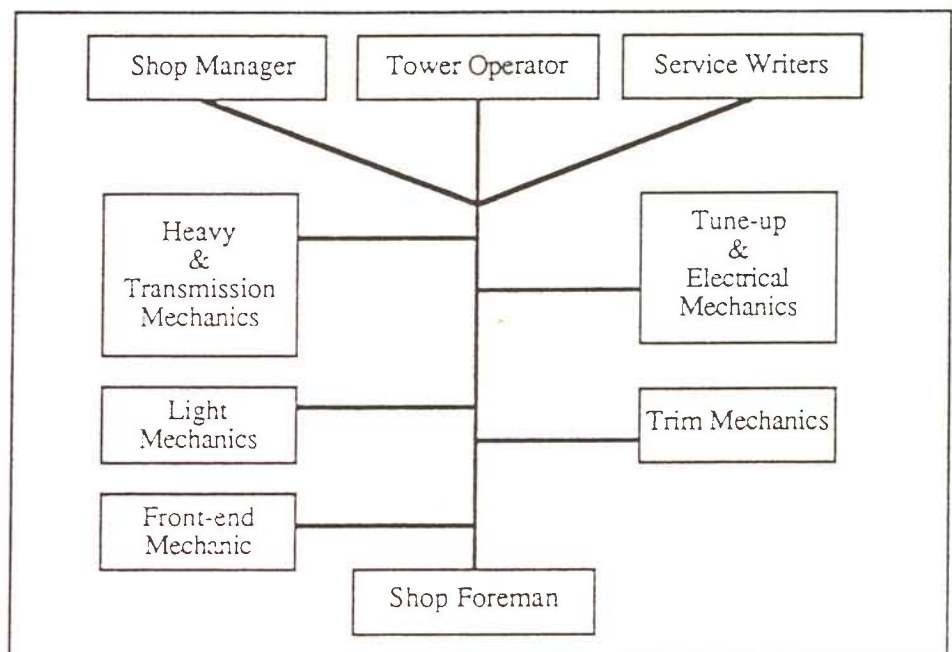 Shop Manager
Tower Operator
Service Writers
Heavy
&
Transmission
Mechanics
Tune-up
&
Electrical
Mechanics
Light
Mechanics
Trim Mechanics
Front-end
Mechanic
Shop Foreman